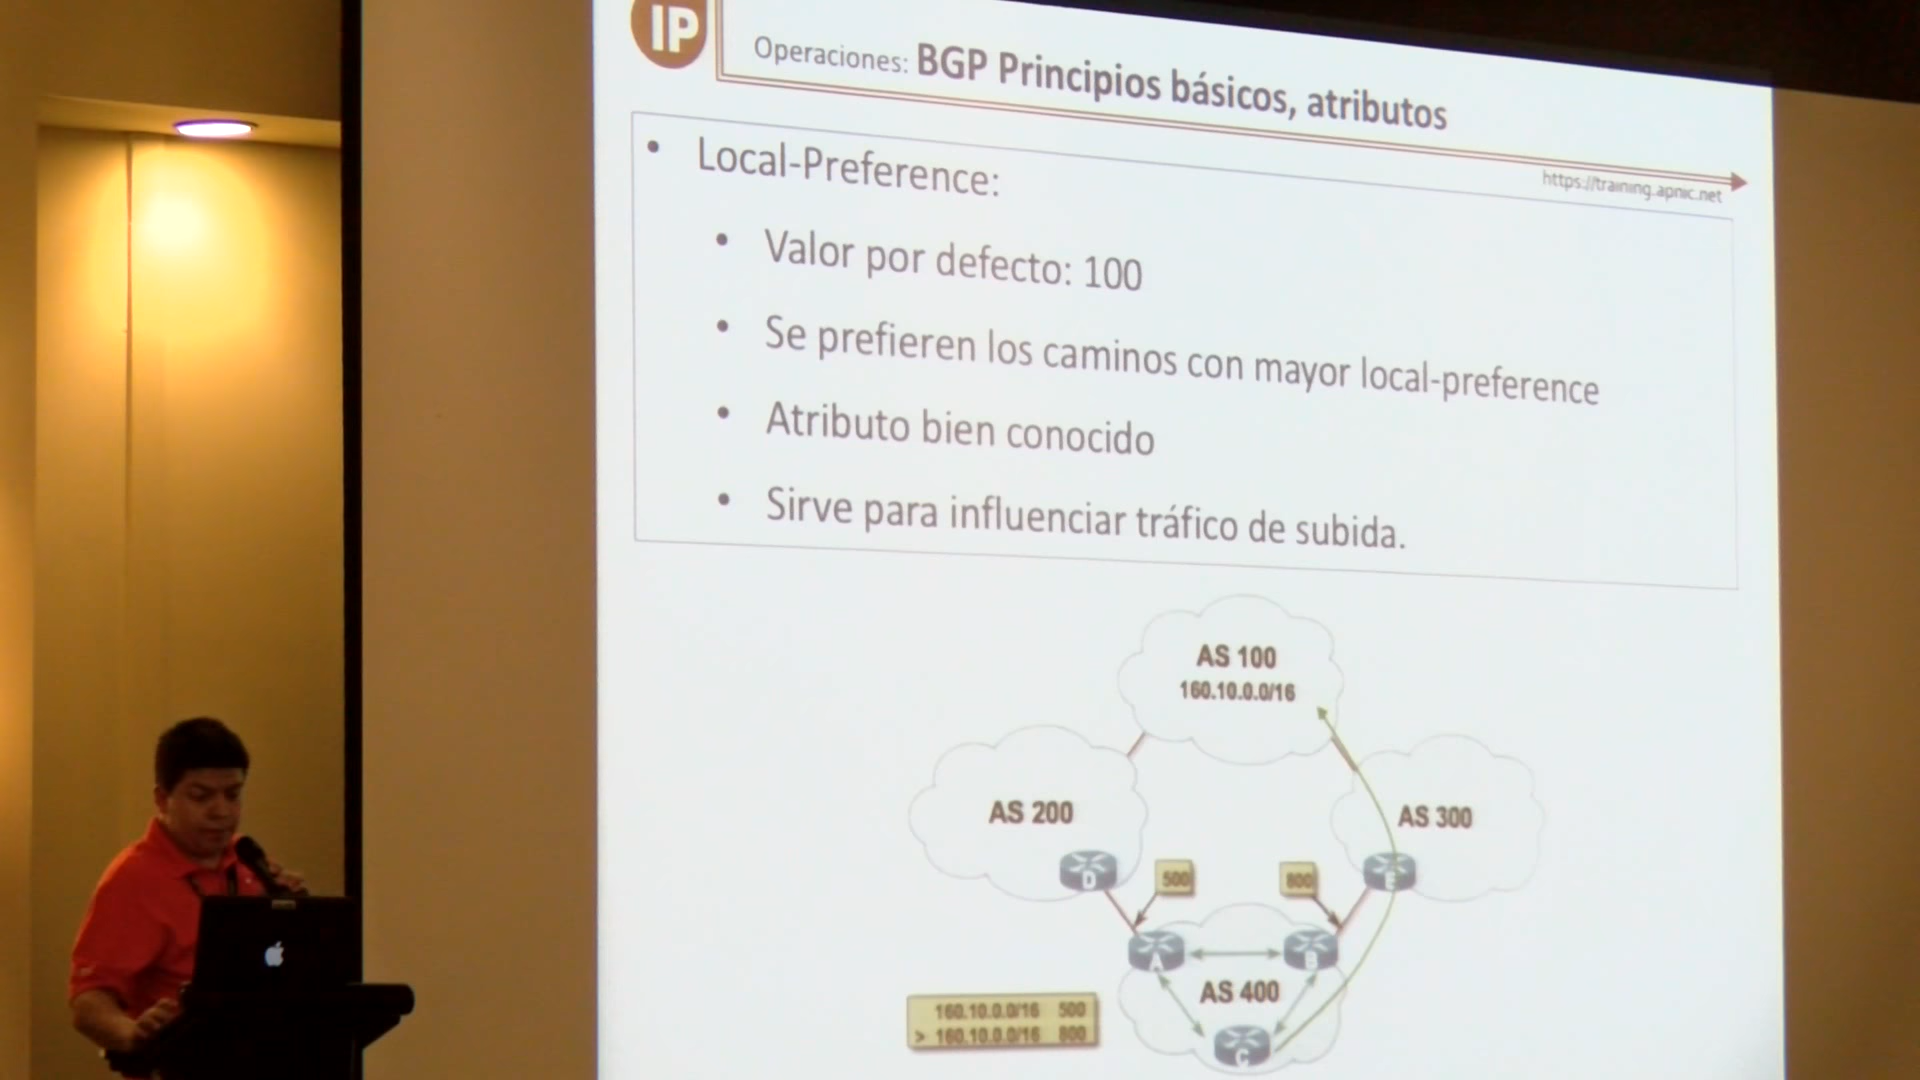 IP
Operaciones: BGP Principios básicos, atributos
https://training.apnic.net
• Local-Preference:
• Valor por defecto: 100
• Se prefieren los caminos con mayor local-preference
• Atributo bien conocido
• Sirve para influenciar tráfico de subida.
AS 100
160.10.0.0/16
AS 200
AS 300
D
500
800
E
A
B
AS 400
160.10.0.0/16 500
> 160.10.0.0/16 800
C